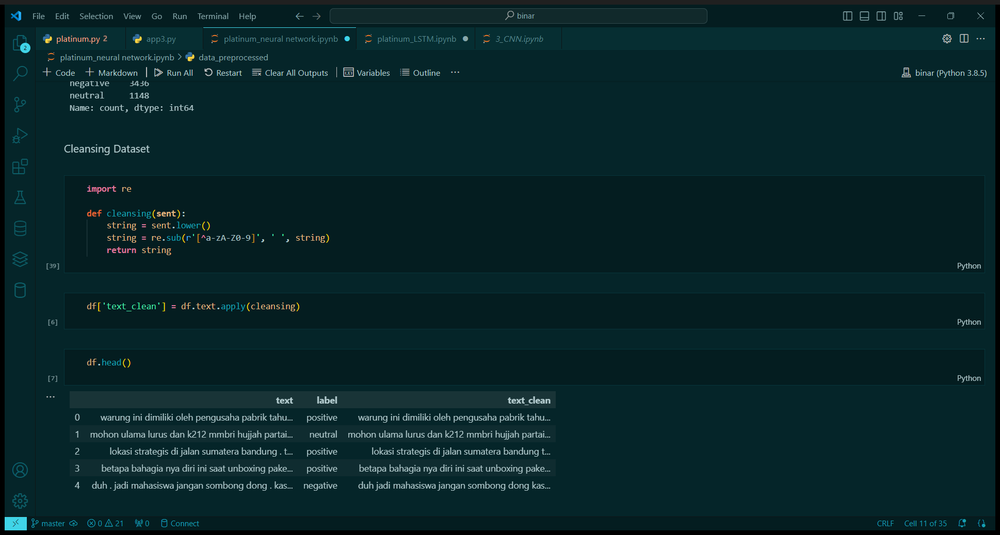 File Edit Selection View Go Run Terminal Help binar
platinum.py 2 app3.py platinum_neural network.ipynb platinum_LSTM.ipynb 3_CNN.ipynb
platinum_neural network.ipynb > data_preprocessed
+ Code + Markdown | Run All Restart Clear All Outputs | Variables Outline ... binar (Python 3.8.5)
negative 3436
neutral 1148
Name: count, dtype: int64
Cleansing Dataset
import re
def cleansing(sent):
string = sent.lower()
string = re.sub(r'[^a-zA-Z0-9]', ' ', string)
return string
[39] Python
df['text_clean'] = df.text.apply(cleansing)
[6] Python
df.head()
[7] Python
...
text label text_clean
0 warung ini dimiliki oleh pengusaha pabrik tahu... positive warung ini dimiliki oleh pengusaha pabrik tahu...
1 mohon ulama lurus dan k212 mmbri hujjah partai... neutral mohon ulama lurus dan k212 mmbri hujjah partai...
2 lokasi strategis di jalan sumatera bandung . t... positive lokasi strategis di jalan sumatera bandung t...
3 betapa bahagia nya diri ini saat unboxing pake... positive betapa bahagia nya diri ini saat unboxing pake...
4 duh . jadi mahasiswa jangan sombong dong . kas... negative duh jadi mahasiswa jangan sombong dong kas...
2
master 0 21 0 Connect CRLF Cell 11 of 35